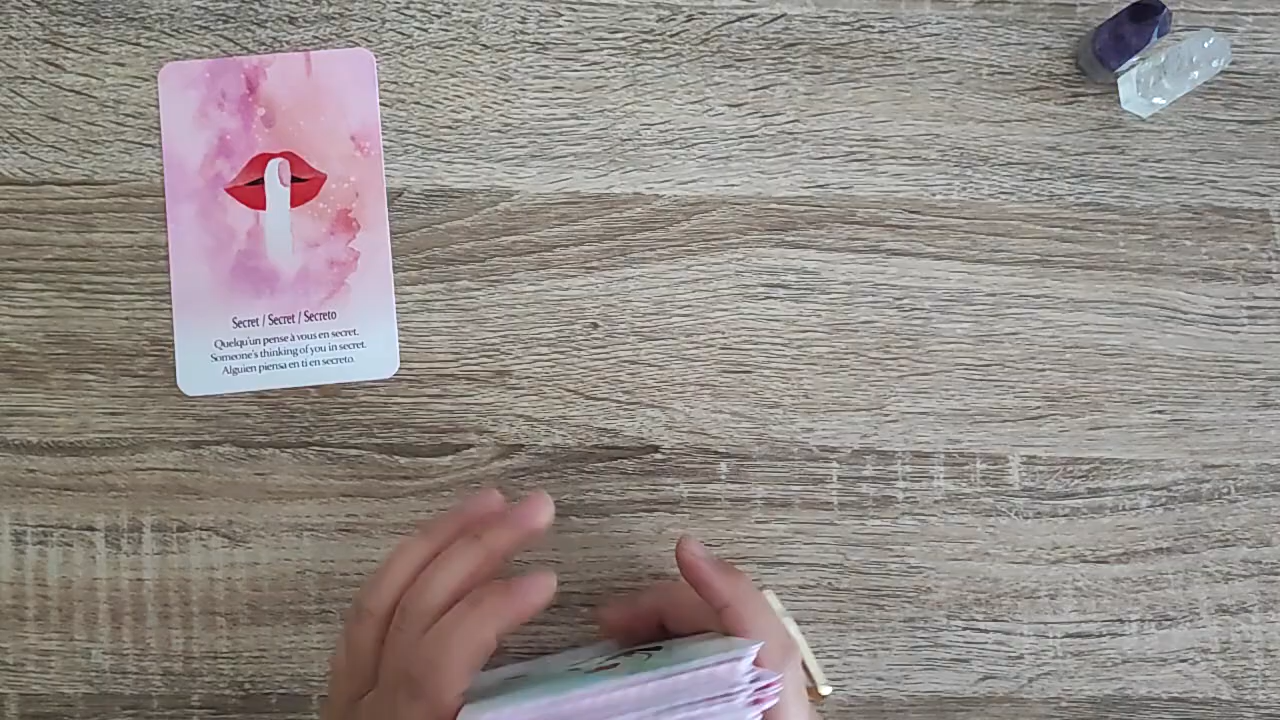 Secret / Secret / Secreto
Quelqu'un pense à vous en secret.
Someone's thinking of you in secret.
Alguien piensa en ti en secreto.